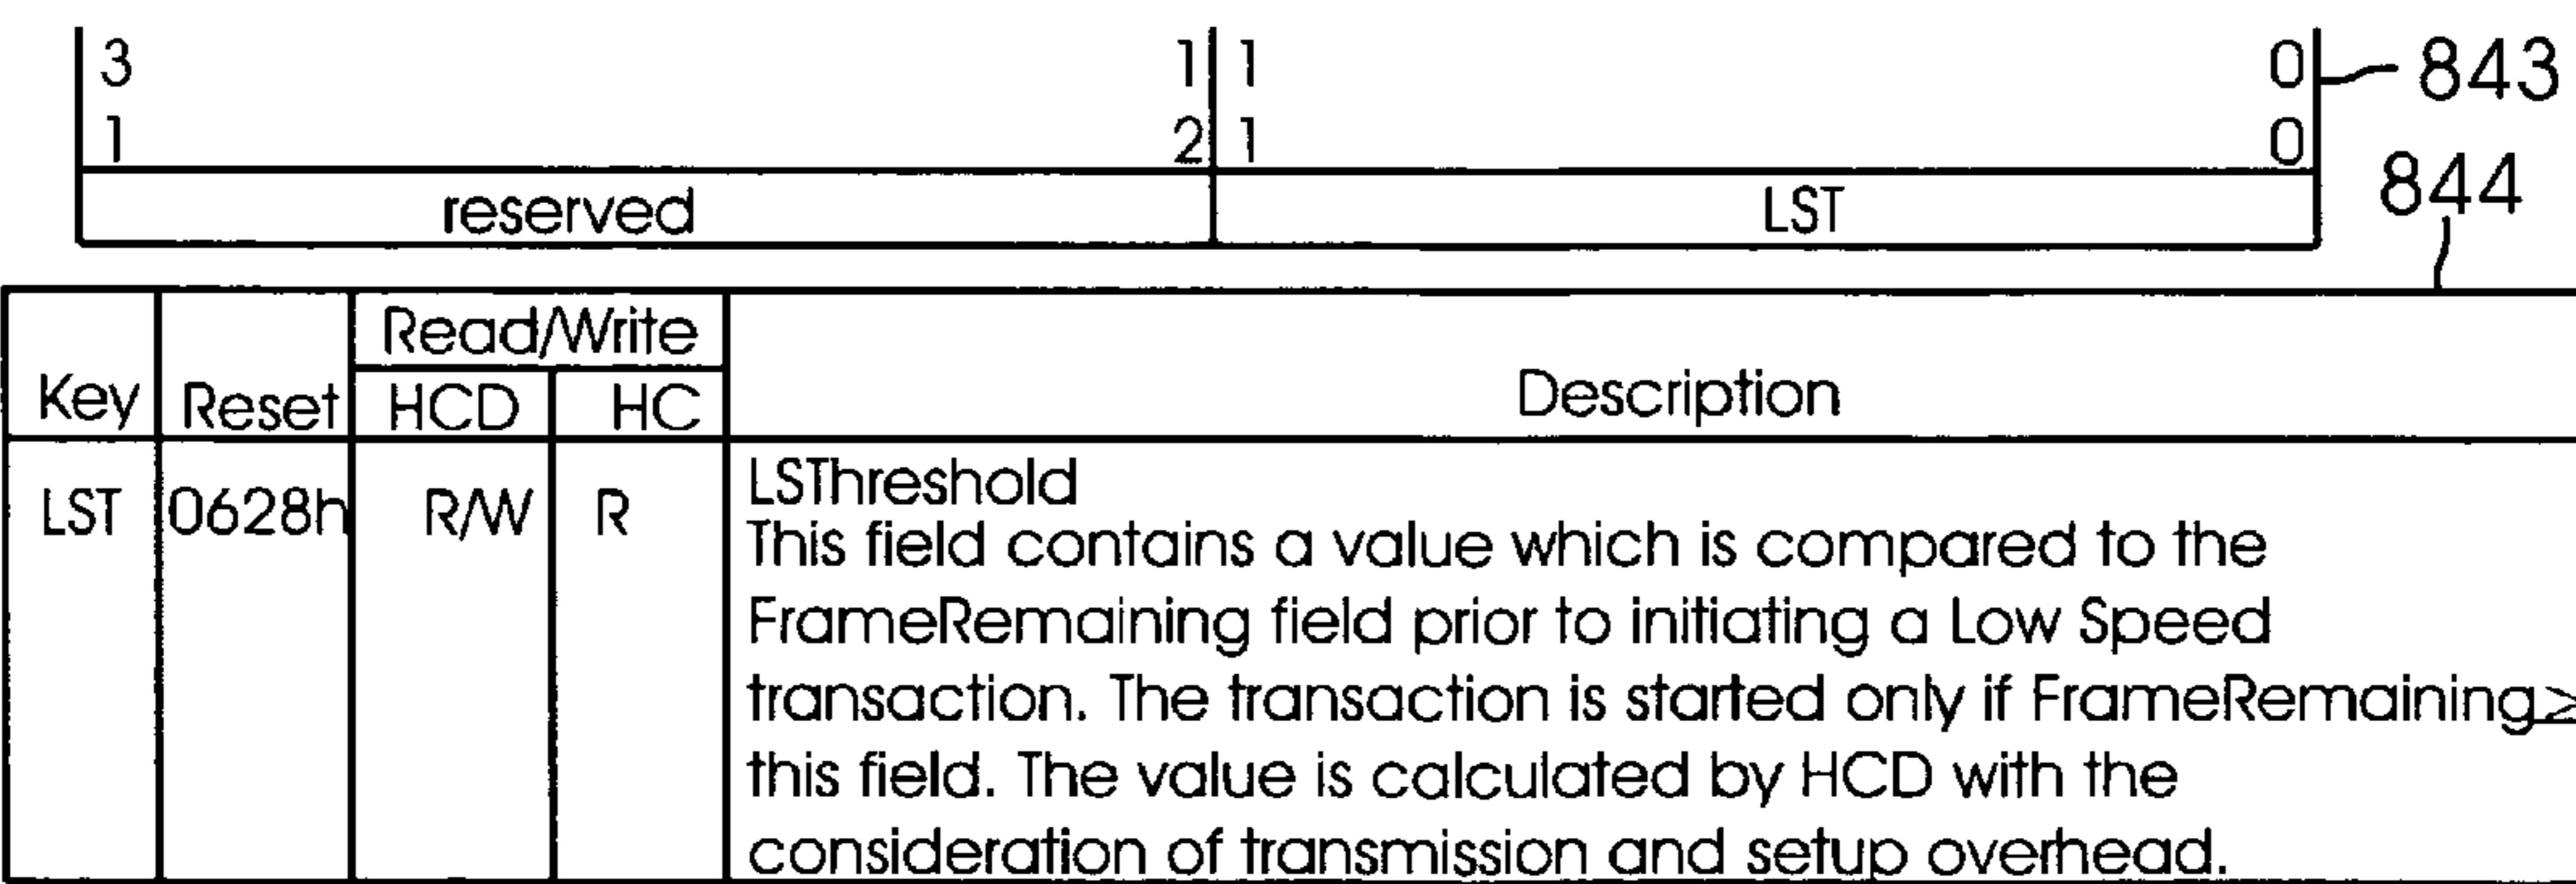 3 1 1 0 843
1 2 1 0
844
reserved LST
Read/Write
Key Reset HCD HC Description
LST 0628h R/W R LSThreshold
This field contains a value which is compared to the
FrameRemaining field prior to initiating a Low Speed
transaction. The transaction is started only if FrameRemaining≥
this field. The value is calculated by HCD with the
consideration of transmission and setup overhead.